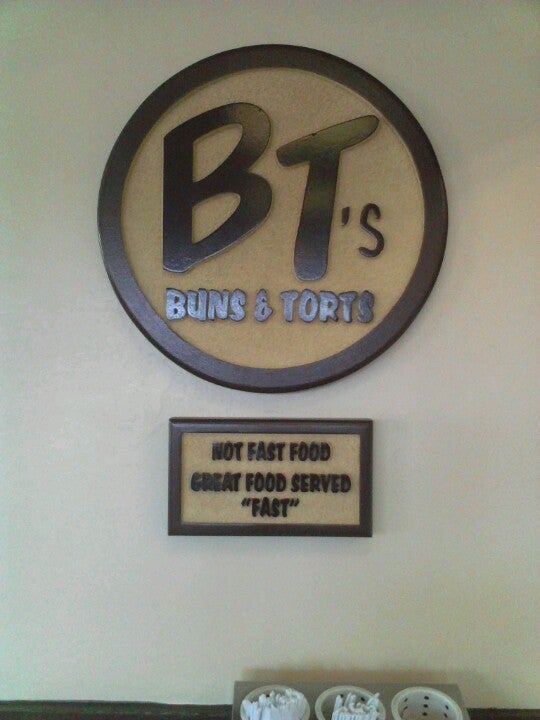 BT's
BUNS & TORTS
NOT FAST FOOD
GREAT FOOD SERVED
"FAST"